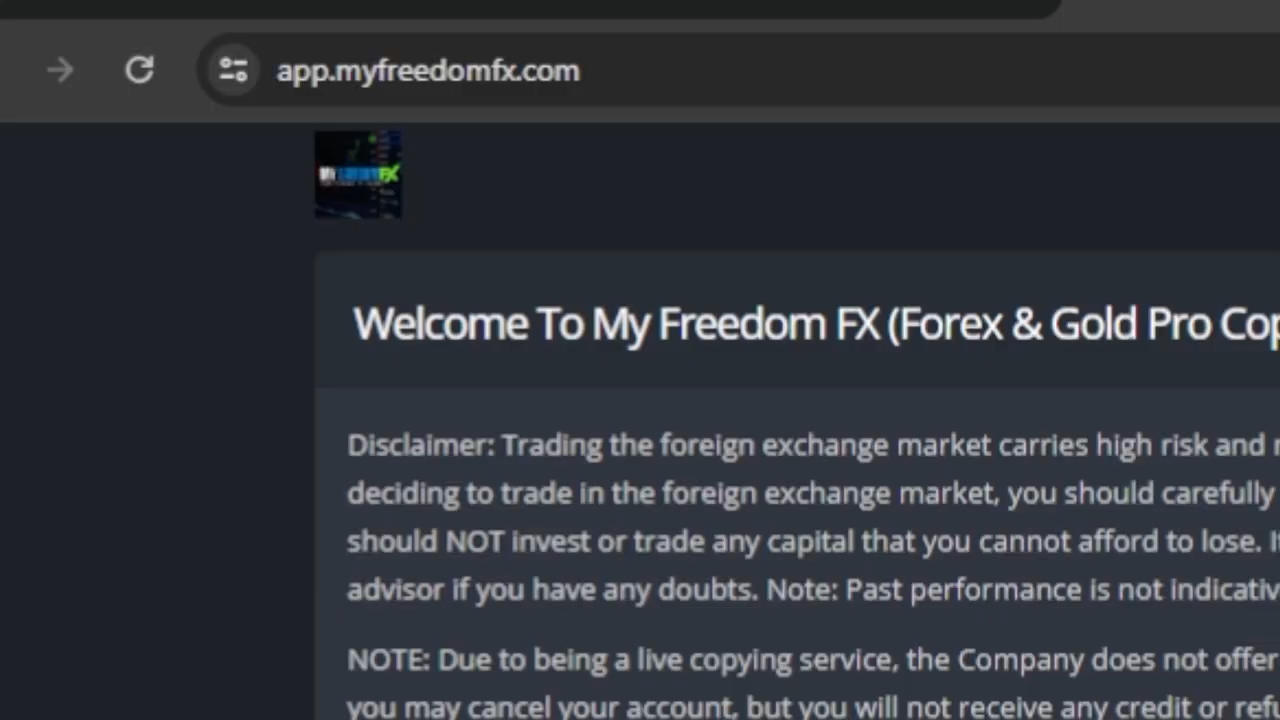 app.myfreedomfx.com
Welcome To My Freedom FX (Forex & Gold Pro Cop
Disclaimer: Trading the foreign exchange market carries high risk and
deciding to trade in the foreign exchange market, you should carefully
should NOT invest or trade any capital that you cannot afford to lose.
advisor if you have any doubts. Note: Past performance is not indicativ
NOTE: Due to being a live copying service, the Company does not offer
you may cancel your account, but you will not receive any credit or refu